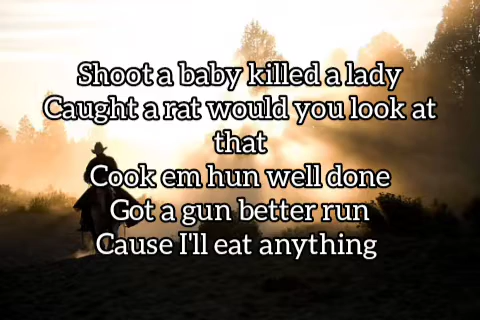 Shoot a baby killed a lady
Caught a rat would you look at
that
Cook em hun well done
Got a gun better run
Cause I'll eat anything